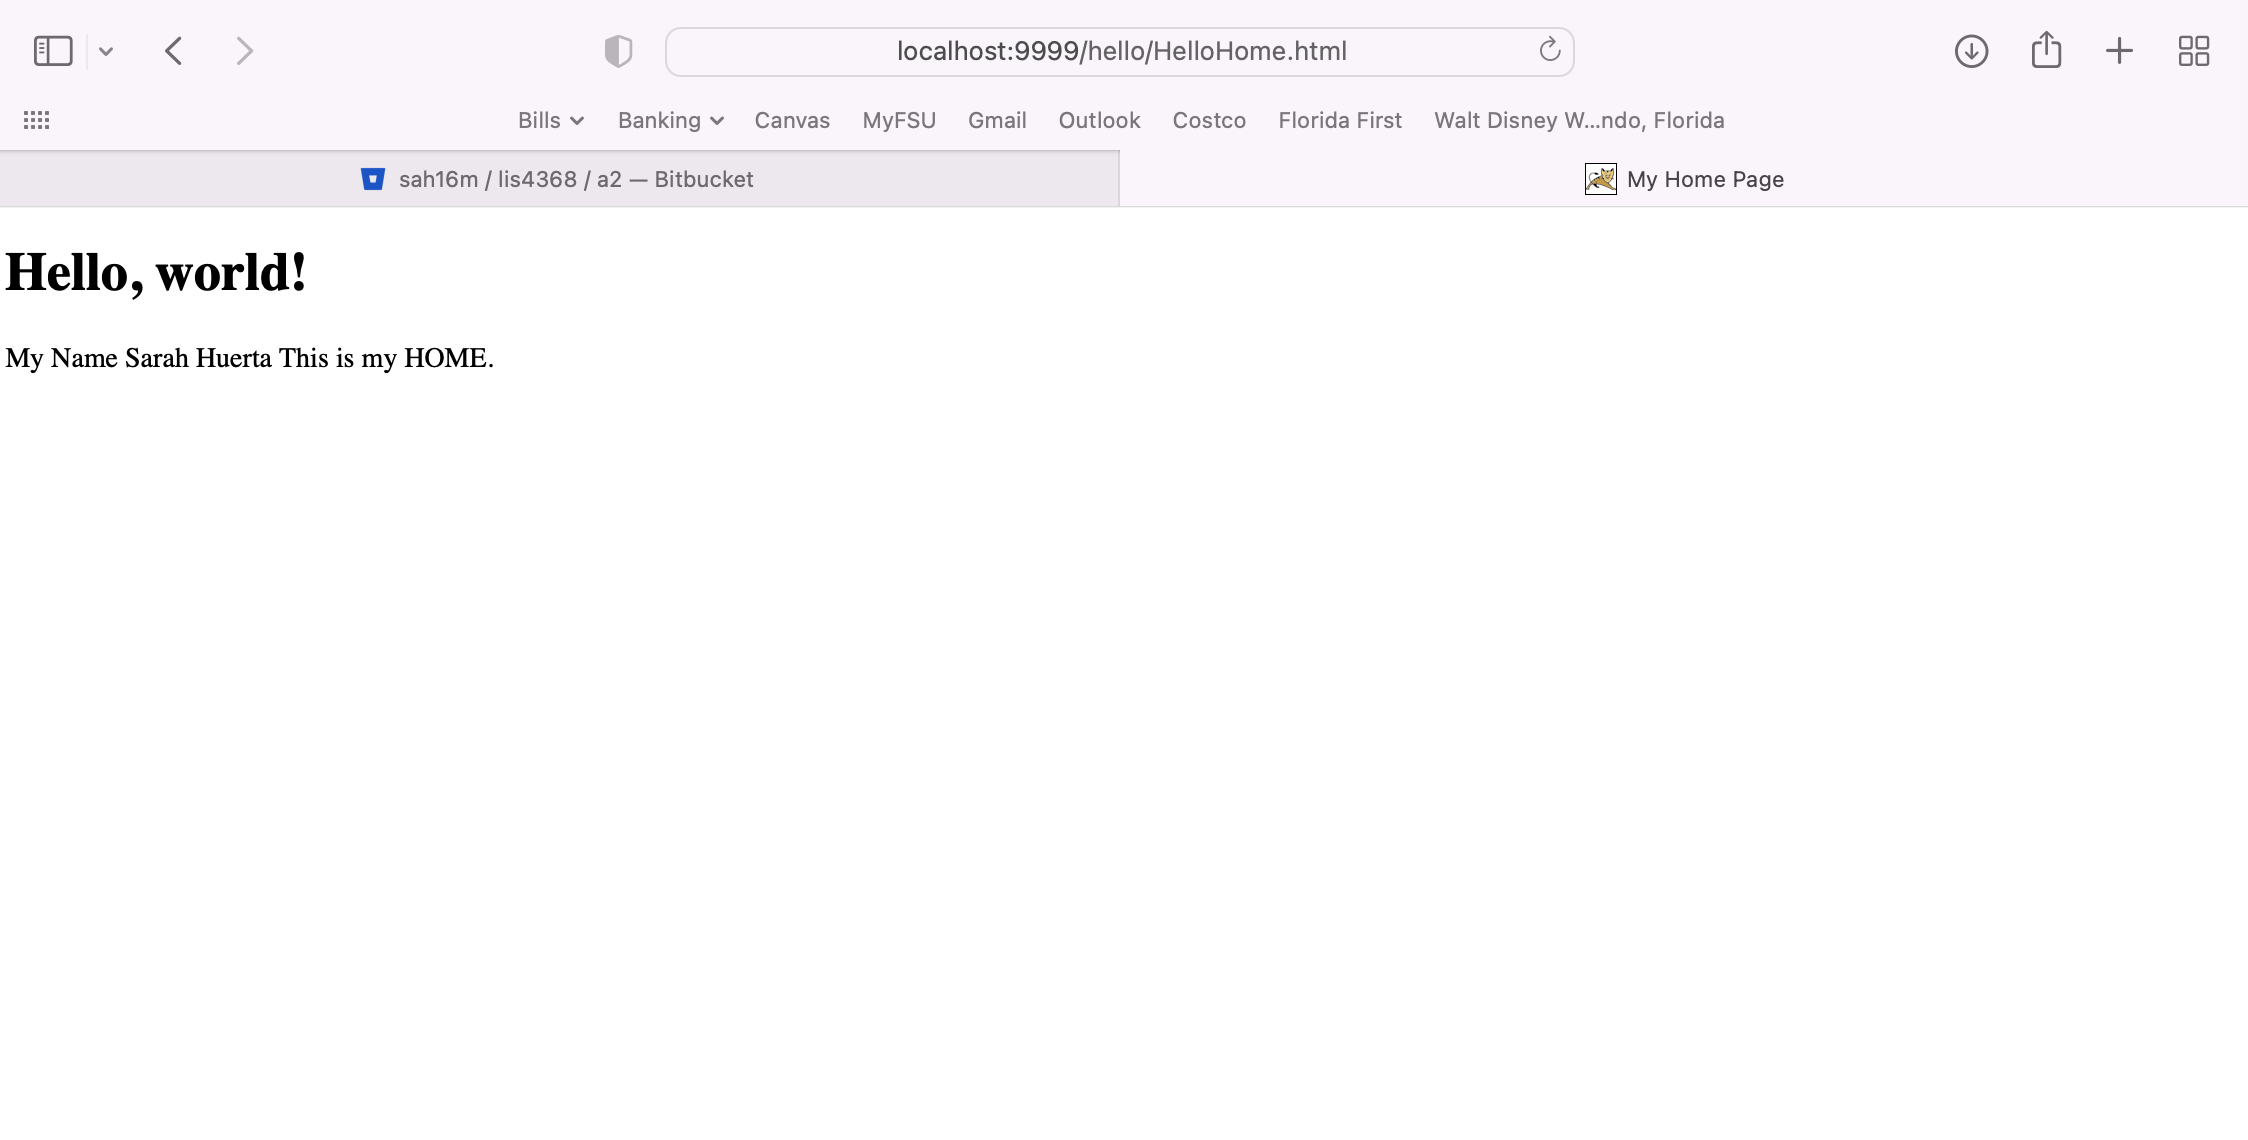 localhost:9999/hello/HelloHome.html
Bills Banking Canvas MyFSU Gmail Outlook Costco Florida First Walt Disney W...ndo, Florida
sah16m / lis4368 / a2 — Bitbucket My Home Page
Hello, world!
My Name Sarah Huerta This is my HOME.